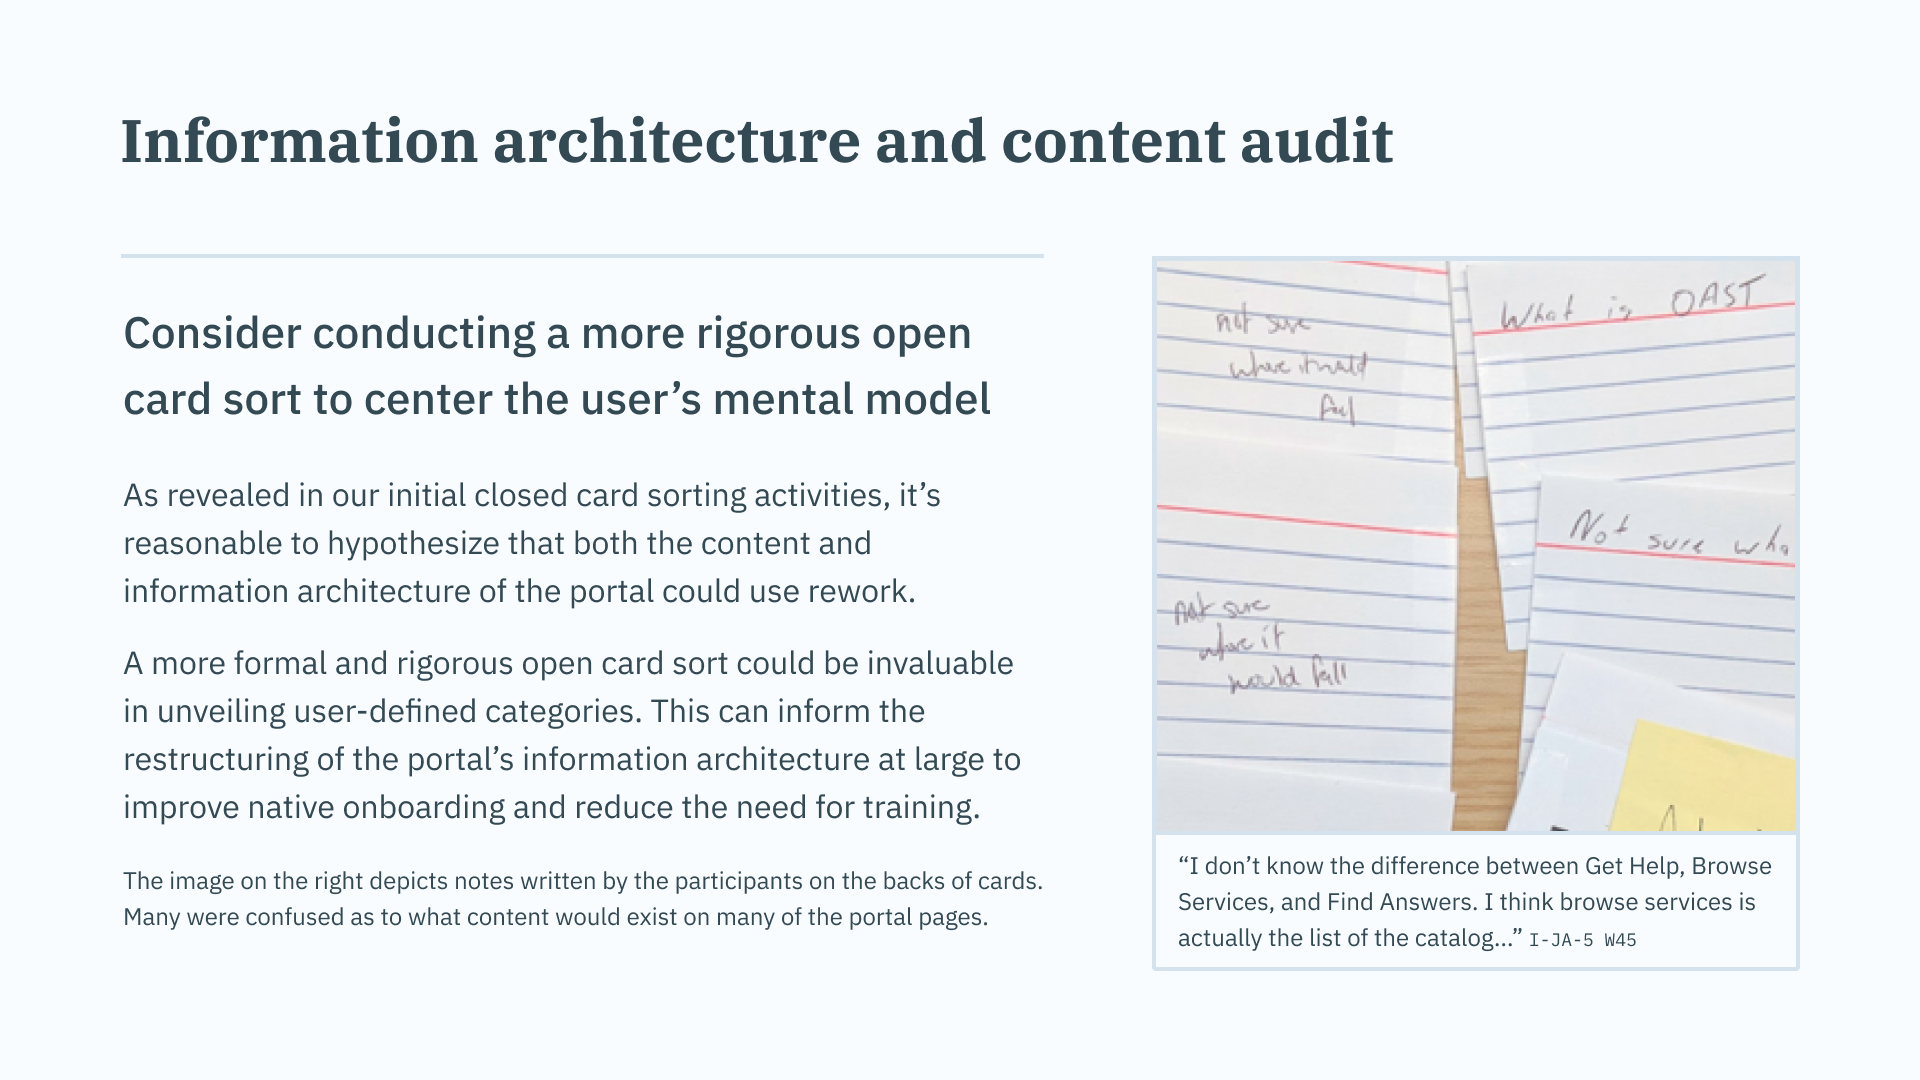 Information architecture and content audit
Consider conducting a more rigorous open
card sort to center the user’s mental model
As revealed in our initial closed card sorting activities, it’s
reasonable to hypothesize that both the content and
information architecture of the portal could use rework.
A more formal and rigorous open card sort could be invaluable
in unveiling user-defined categories. This can inform the
restructuring of the portal’s information architecture at large to
improve native onboarding and reduce the need for training.
The image on the right depicts notes written by the participants on the backs of cards.
Many were confused as to what content would exist on many of the portal pages.
not sure
where it would
fall
What is OAST
Not sure wha
not sure
where it
would fall
“I don’t know the difference between Get Help, Browse
Services, and Find Answers. I think browse services is
actually the list of the catalog...” I-JA-5 W45